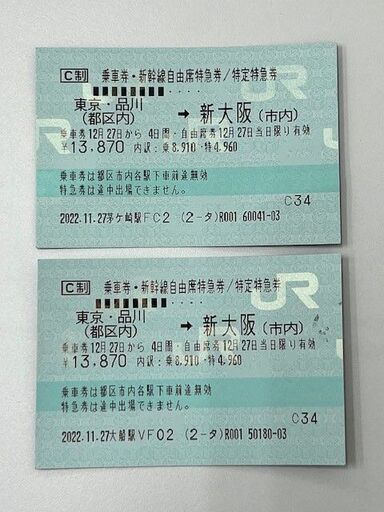 C制 乗車券・新幹線自由席特急券/特定特急券
東京・品川 → 新大阪(市内)
(都区内)
乗車券12月27日から 4日間・自由席券12月27日当日限り有効
¥13,870 内訳:乗8,910・特4,960
乗車券は都区市内各駅下車前途無効
特急券は途中出場できません。
C34
2022.11.27茅ケ崎駅FC2 (2-タ)R001 60041-03
C制 乗車券・新幹線自由席特急券/特定特急券
東京・品川 → 新大阪(市内)
(都区内)
乗車券12月27日から 4日間・自由席券12月27日当日限り有効
¥13,870 内訳:乗8,910・特4,960
乗車券は都区市内各駅下車前途無効
特急券は途中出場できません。
C34
2022.11.27大船駅VF02 (2-タ)R001 50180-03